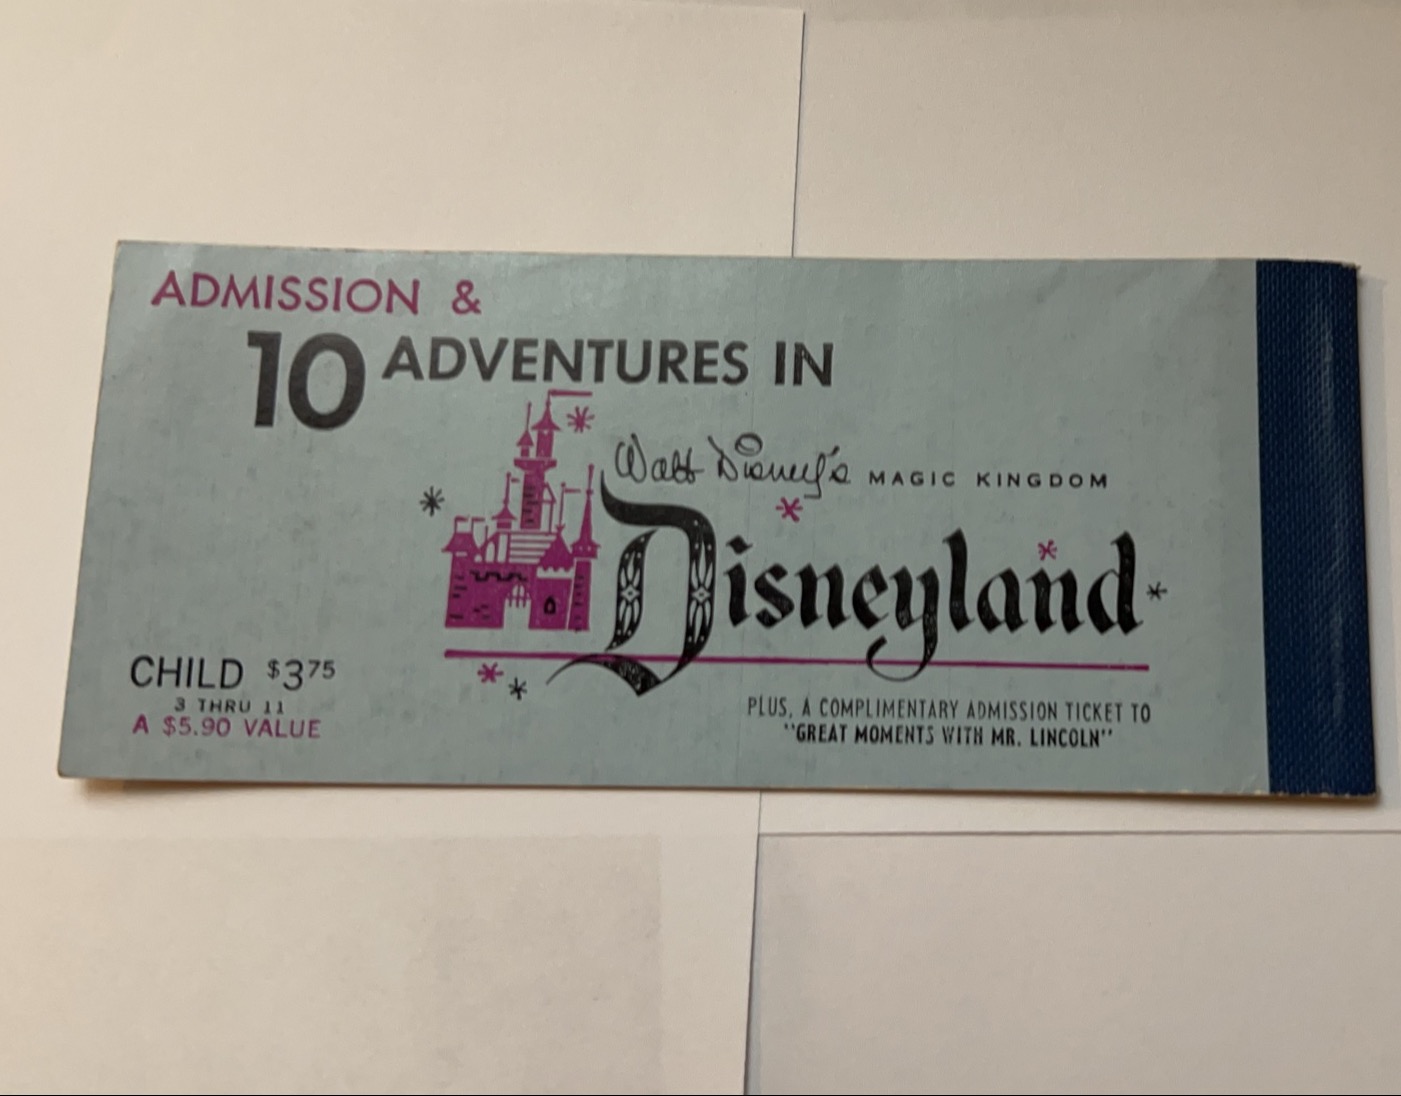 ADMISSION &
10 ADVENTURES IN
Walt Disney's MAGIC KINGDOM
Disneyland
CHILD $3.75
3 THRU 11
A $5.90 VALUE
PLUS, A COMPLIMENTARY ADMISSION TICKET TO
"GREAT MOMENTS WITH MR. LINCOLN"